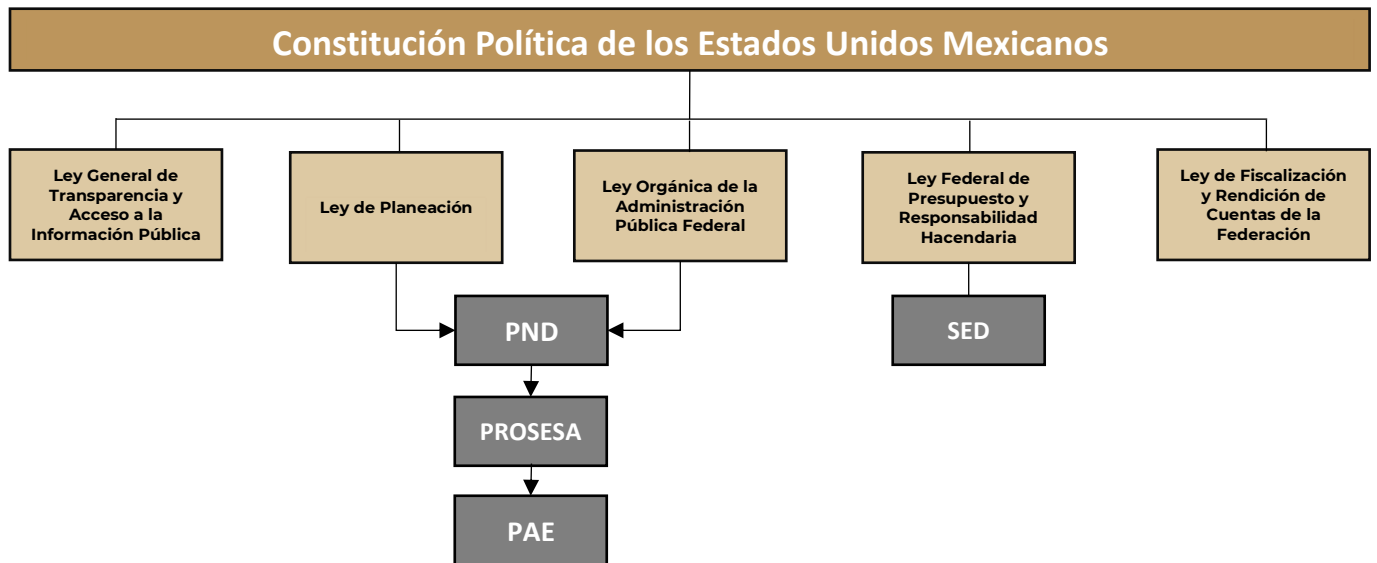 Constitución Política de los Estados Unidos Mexicanos
Ley General de
Transparencia y
Acceso a la
Información Pública
Ley de Planeación
Ley Orgánica de la
Administración
Pública Federal
Ley Federal de
Presupuesto y
Responsabilidad
Hacendaria
Ley de Fiscalización
y Rendición de
Cuentas de la
Federación
PND
SED
PROSESA
PAE